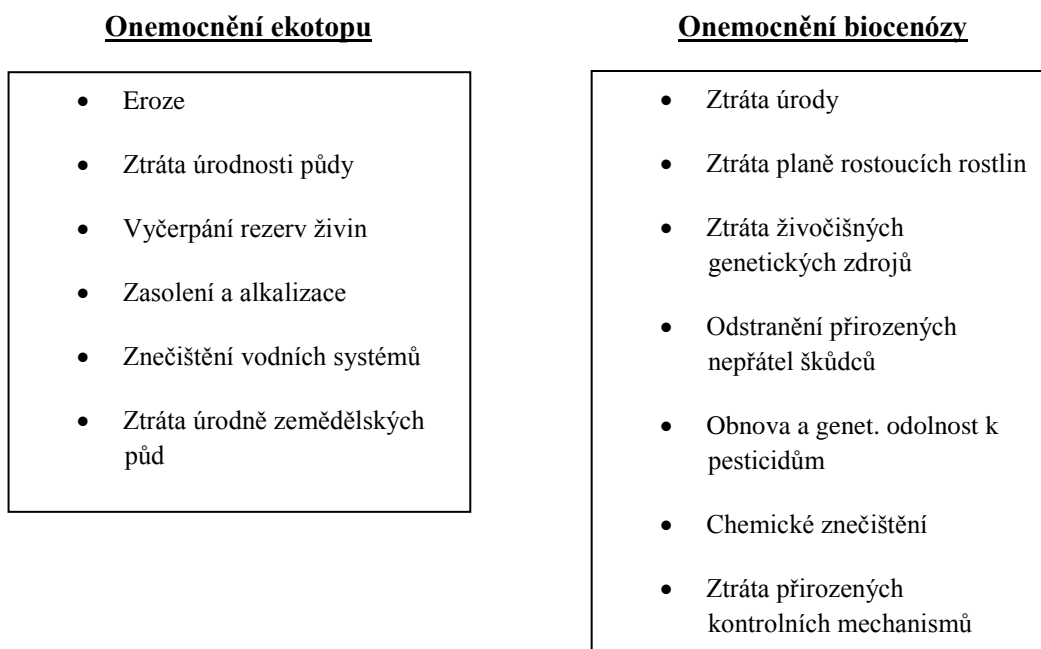 Onemocnění ekotopu
Eroze
Ztráta úrodnosti půdy
Vyčerpání rezerv živin
Zasolení a alkalizace
Znečištění vodních systémů
Ztráta úrodně zemědělských
půd
Onemocnění biocenózy
Ztráta úrody
Ztráta planě rostoucích rostlin
Ztráta živočišných
genetických zdrojů
Odstranění přirozených
nepřátel škůdců
Obnova a genet. odolnost k
pesticidům
Chemické znečištění
Ztráta přirozených
kontrolních mechanismů